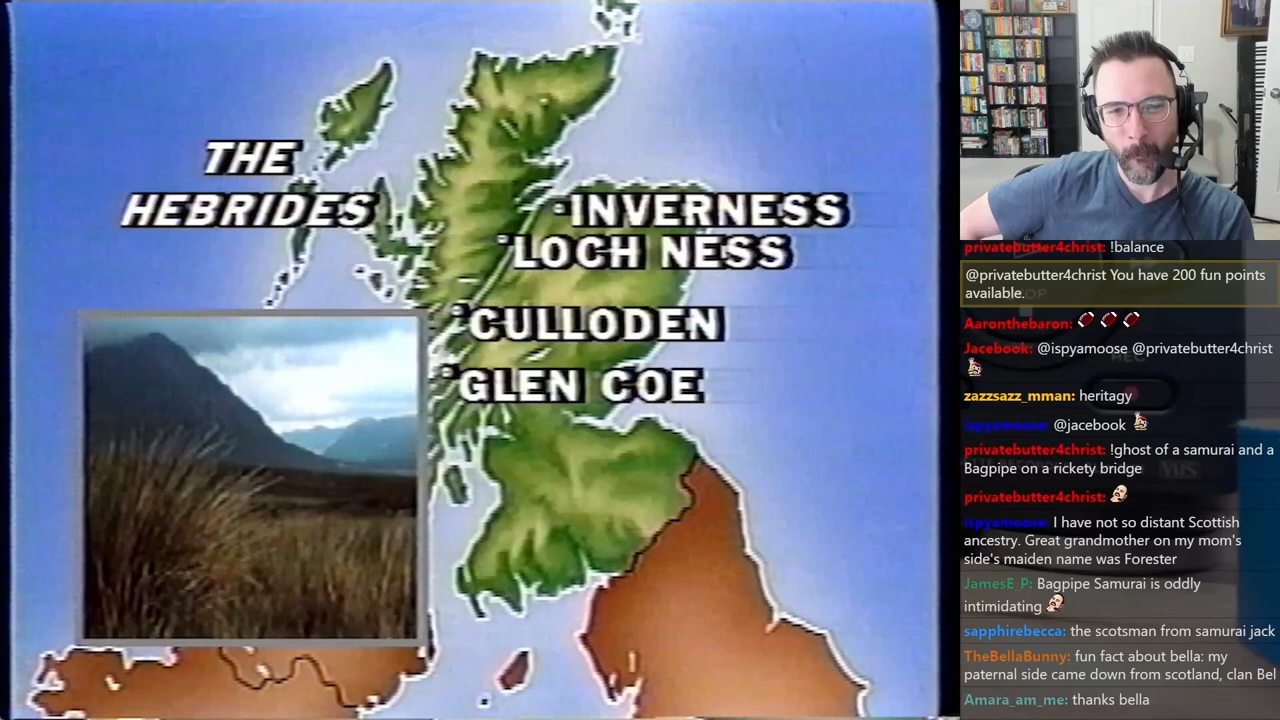 THE
HEBRIDES
·INVERNESS
°LOCH NESS
°CULLODEN
°GLEN COE
privatebutter4christ: !balance
@privatebutter4christ You have 200 fun points
available.
Aaronthebaron:
Jacebook: @ispyamoose @privatebutter4christ
zazzsazz_mman: heritagy
ispyamoose: @jacebook
privatebutter4christ: !ghost of a samurai and a
Bagpipe on a rickety bridge
privatebutter4christ:
ispyamoose: I have not so distant Scottish
ancestry. Great grandmother on my mom's
side's maiden name was Forester
JamesE_P: Bagpipe Samurai is oddly
intimidating
sapphirebecca: the scotsman from samurai jack
TheBellaBunny: fun fact about bella: my
paternal side came down from scotland, clan Bel
Amara_am_me: thanks bella
VHS